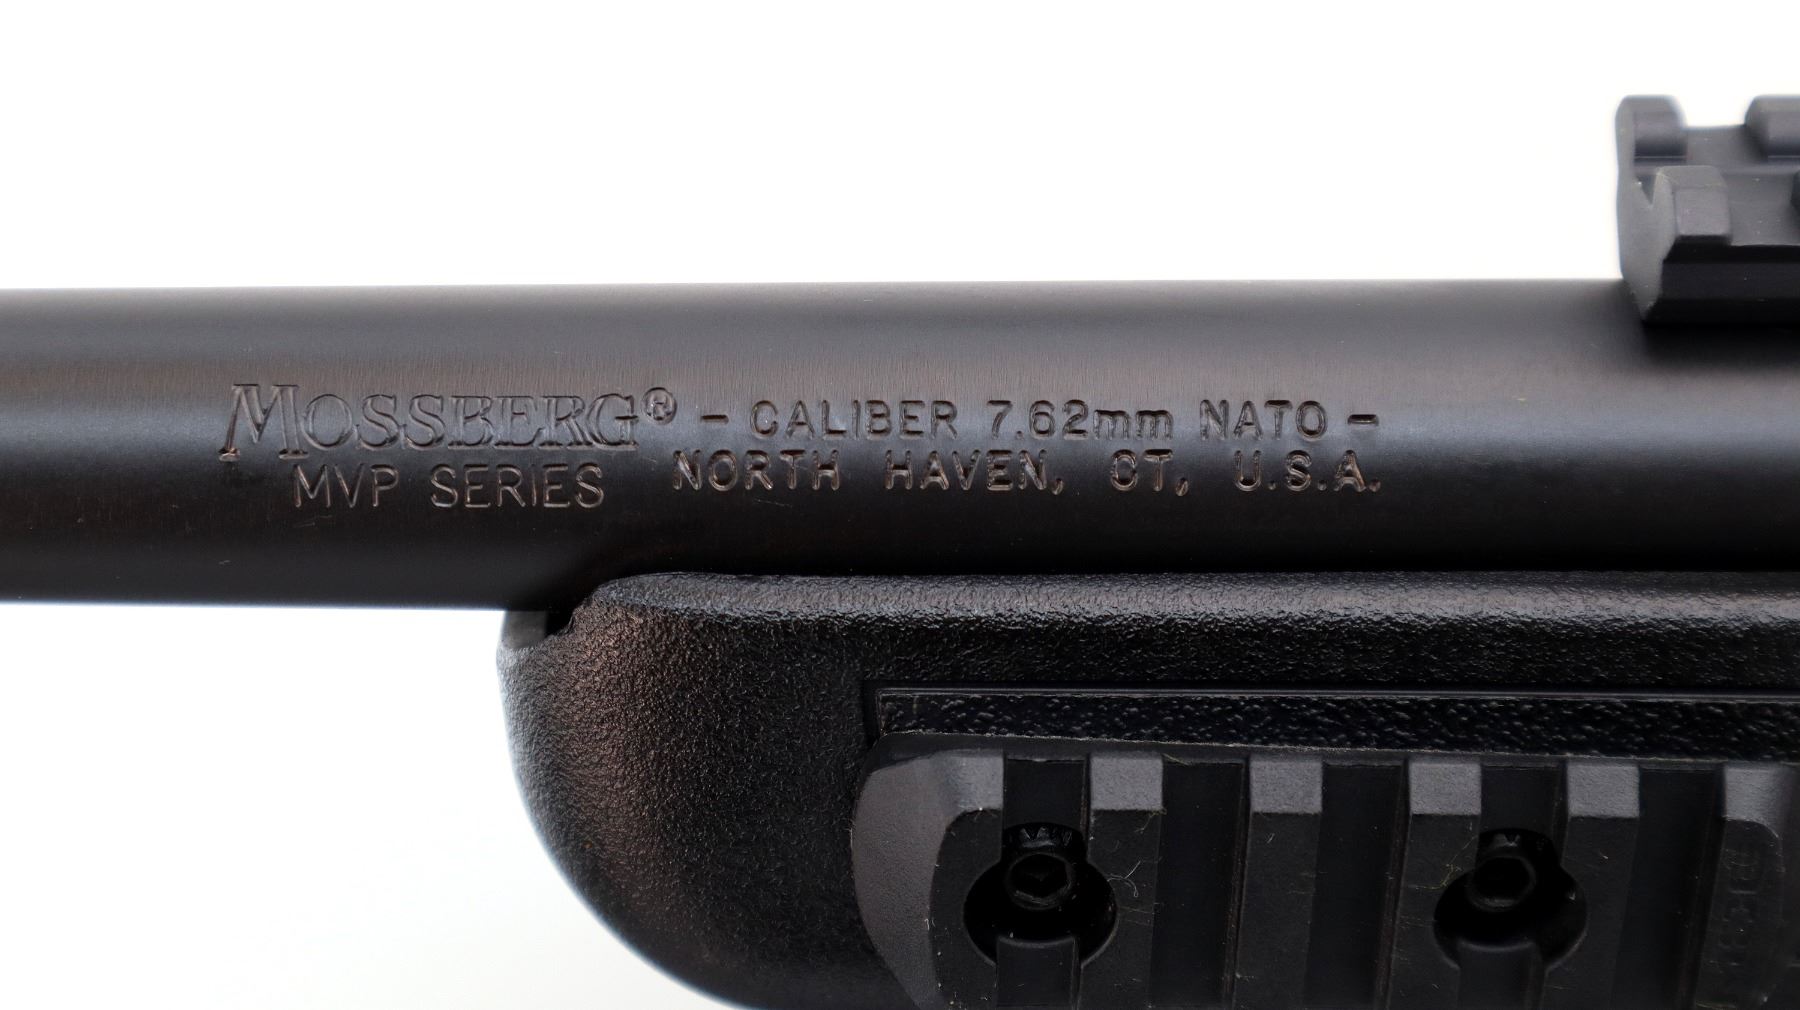 MOSSBERG® - CALIBER 7.62mm NATO -
MVP SERIES NORTH HAVEN, CT, U.S.A.